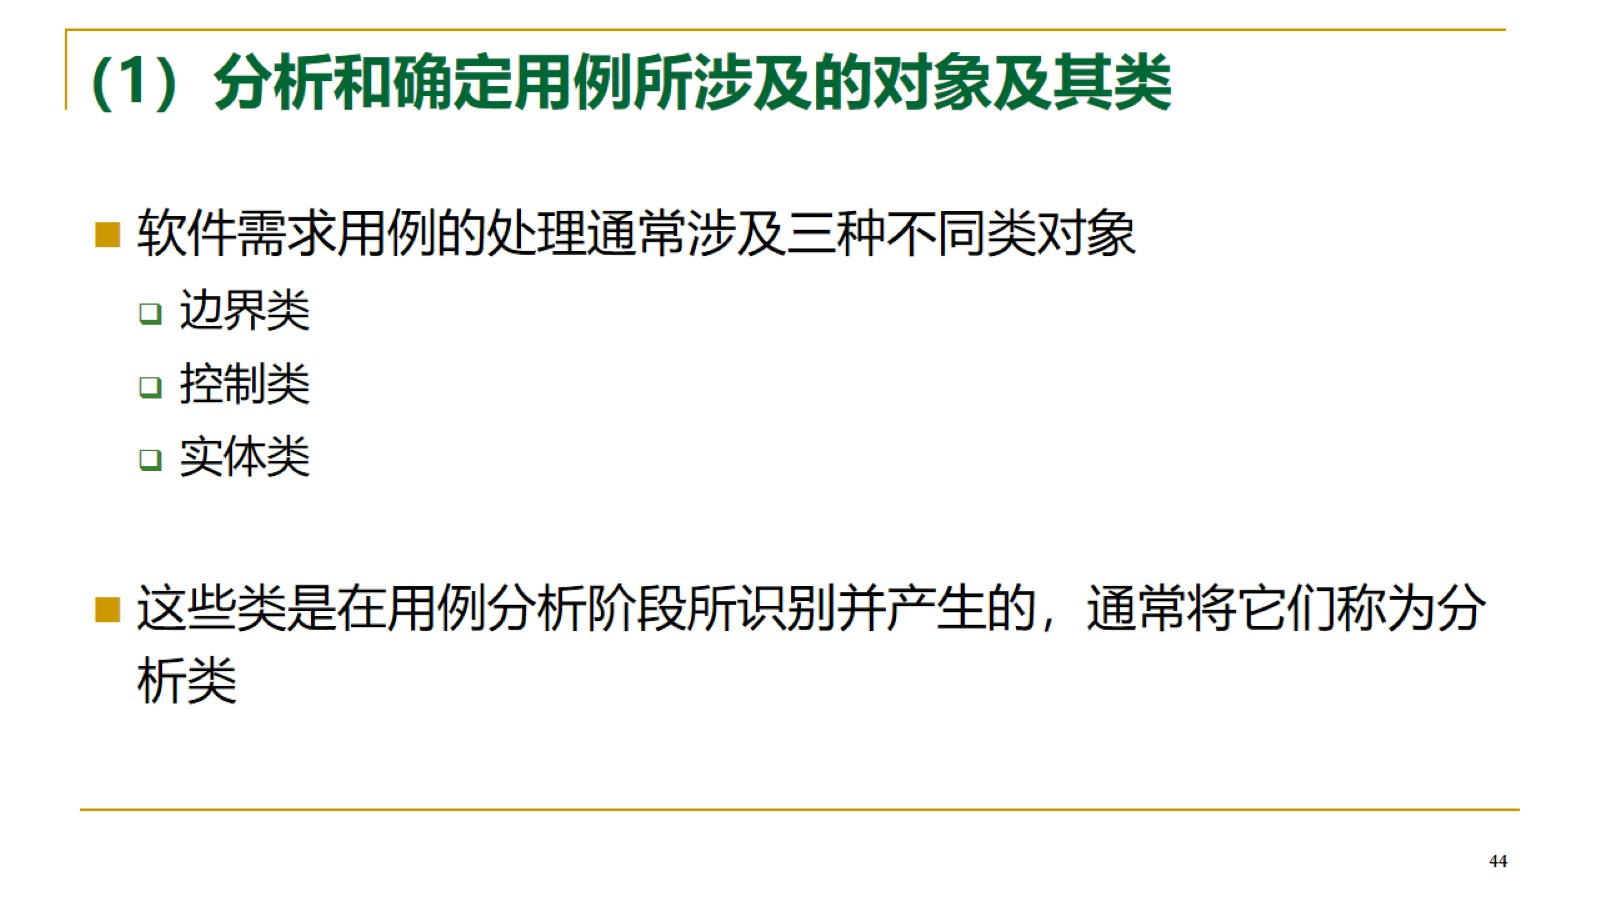 （1）分析和确定用例所涉及的对象及其类
软件需求用例的处理通常涉及三种不同类对象
边界类
控制类
实体类
这些类是在用例分析阶段所识别并产生的，通常将它们称为分
析类
44